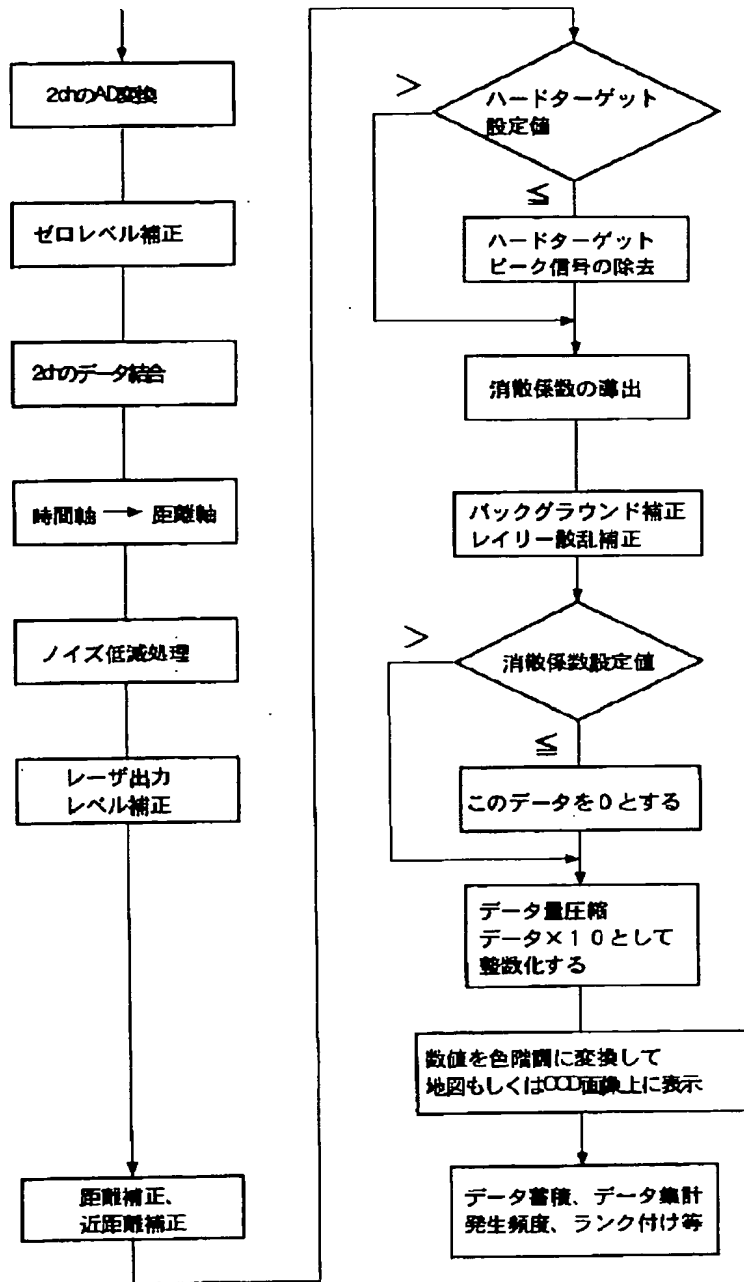 2chのAD変換
ゼロレベル補正
2chのデータ結合
時間軸 → 距離軸
ノイズ低減処理
レーザ出力
レベル補正
距離補正、
近距離補正
>
ハードターゲット
設定値
≦
ハードターゲット
ピーク信号の除去
消散係数の導出
バックグラウンド補正
レイリー散乱補正
>
消散係数設定値
≦
このデータを0とする
データ量圧縮
データ×10として
整数化する
数値を色階調に変換して
地図もしくはCCD画像上に表示
データ蓄積、データ集計
発生頻度、ランク付け等